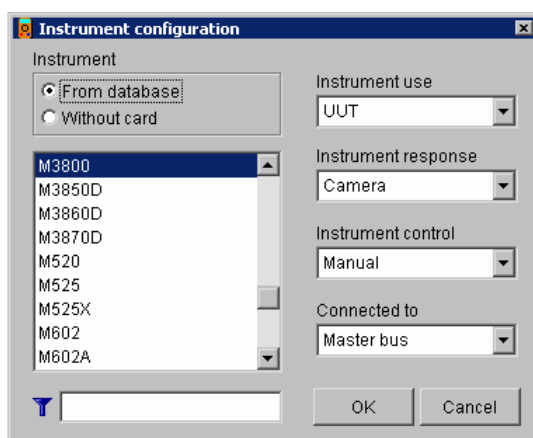 Instrument configuration
Instrument
From database
Without card
M3800
M3850D
M3860D
M3870D
M520
M525
M525X
M602
M602A
Instrument use
UUT
Instrument response
Camera
Instrument control
Manual
Connected to
Master bus
OK
Cancel